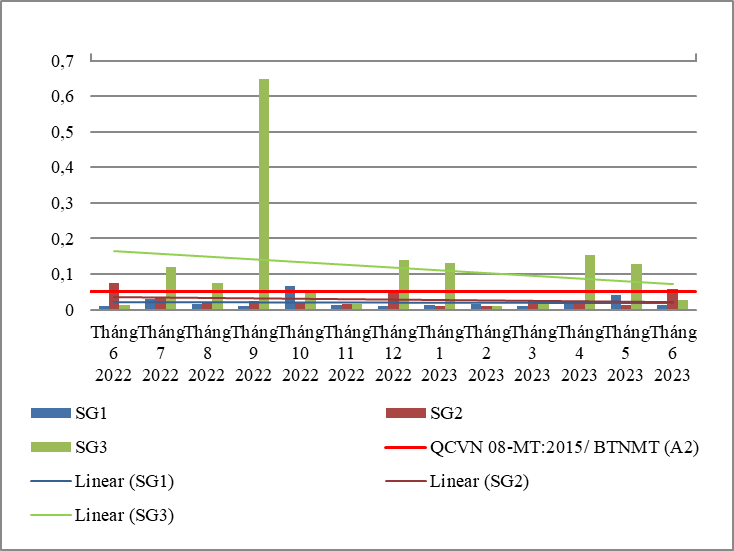 0,7
0,6
0,5
0,4
0,3
0,2
0,1
0
Tháng Tháng Tháng Tháng Tháng Tháng Tháng Tháng Tháng Tháng Tháng Tháng Tháng
6 7 8 9 10 11 12 1 2 3 4 5 6
2022 2022 2022 2022 2022 2022 2022 2023 2023 2023 2023 2023 2023
SG1 SG2
SG3 QCVN 08-MT:2015/ BTNMT (A2)
Linear (SG1) Linear (SG2)
Linear (SG3)